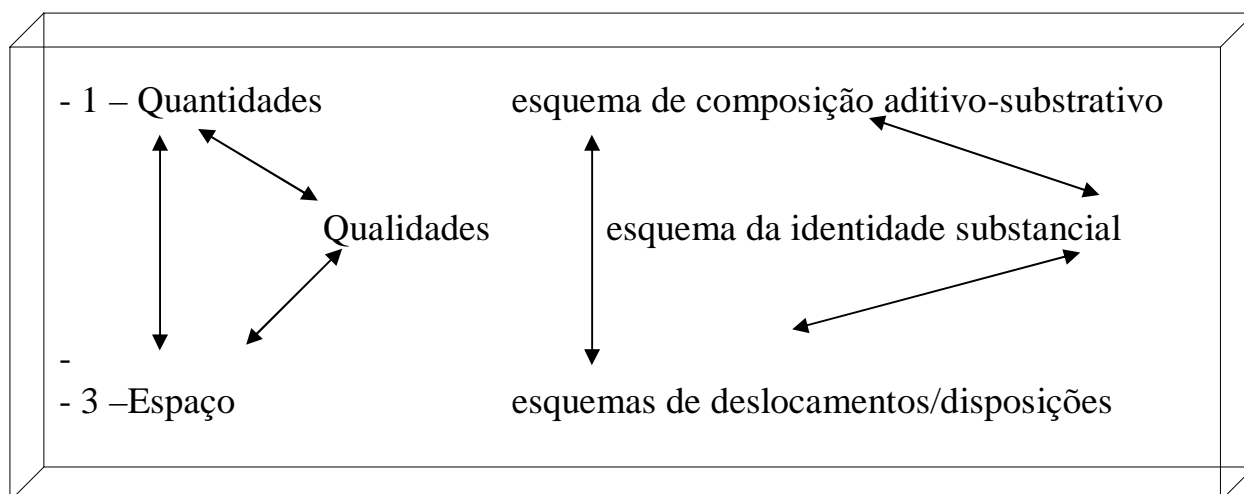 - 1 – Quantidades esquema de composição aditivo-substrativo
Qualidades esquema da identidade substancial
-
- 3 –Espaço esquemas de deslocamentos/disposições